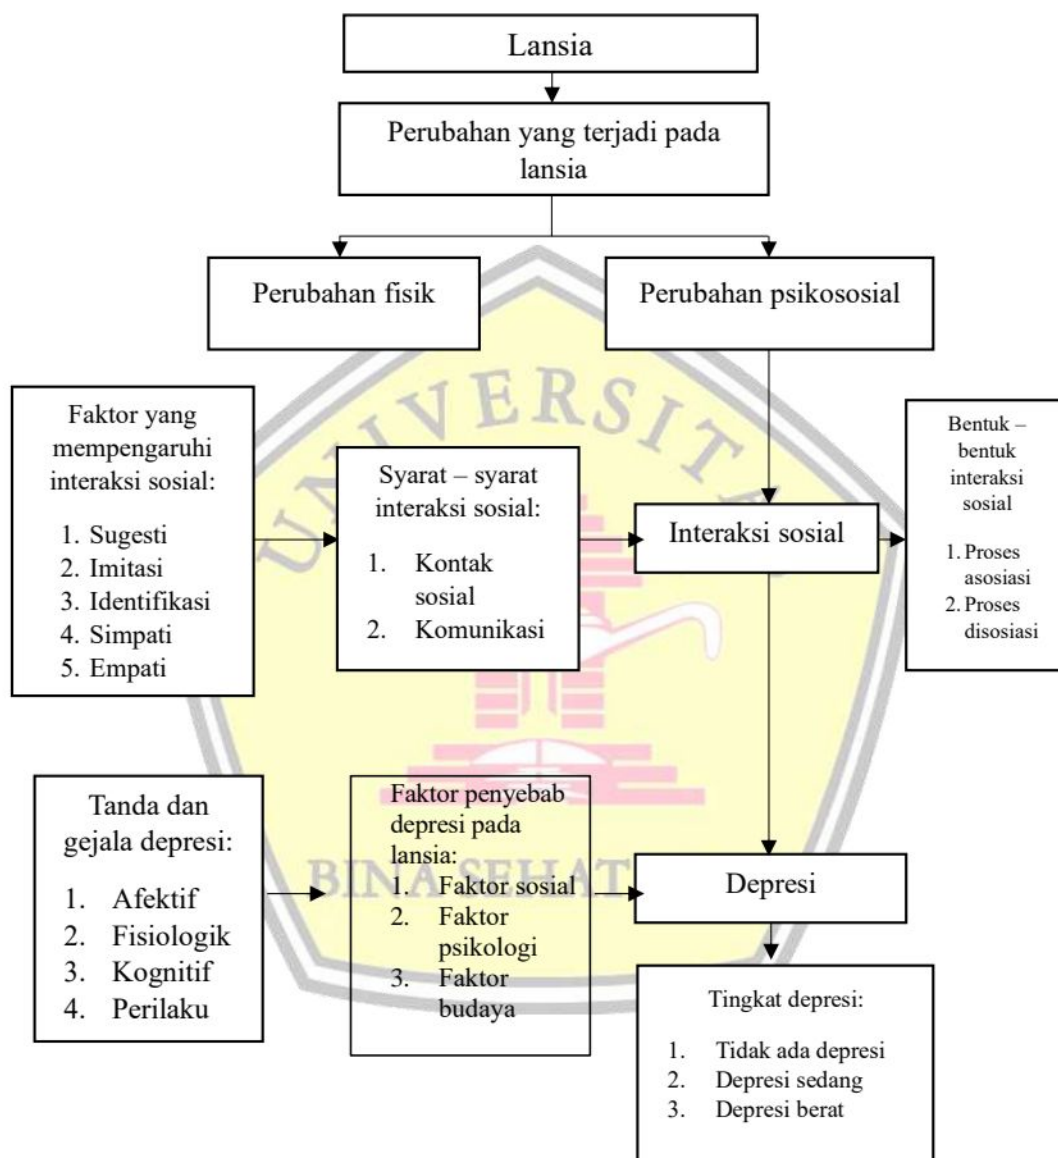 Lansia
Perubahan yang terjadi pada
lansia
Perubahan fisik
Perubahan psikososial
Faktor yang
mempengaruhi
interaksi sosial:
1. Sugesti
2. Imitasi
3. Identifikasi
4. Simpati
5. Empati
Syarat – syarat
interaksi sosial:
1. Kontak
sosial
2. Komunikasi
Interaksi sosial
Bentuk –
bentuk
interaksi
sosial
1. Proses
asosiasi
2. Proses
disosiasi
Tanda dan
gejala depresi:
1. Afektif
2. Fisiologik
3. Kognitif
4. Perilaku
Faktor penyebab
depresi pada
lansia:
1. Faktor sosial
2. Faktor
psikologi
3. Faktor
budaya
Depresi
Tingkat depresi:
1. Tidak ada depresi
2. Depresi sedang
3. Depresi berat
UNIVERSITA
BINA SEHAT